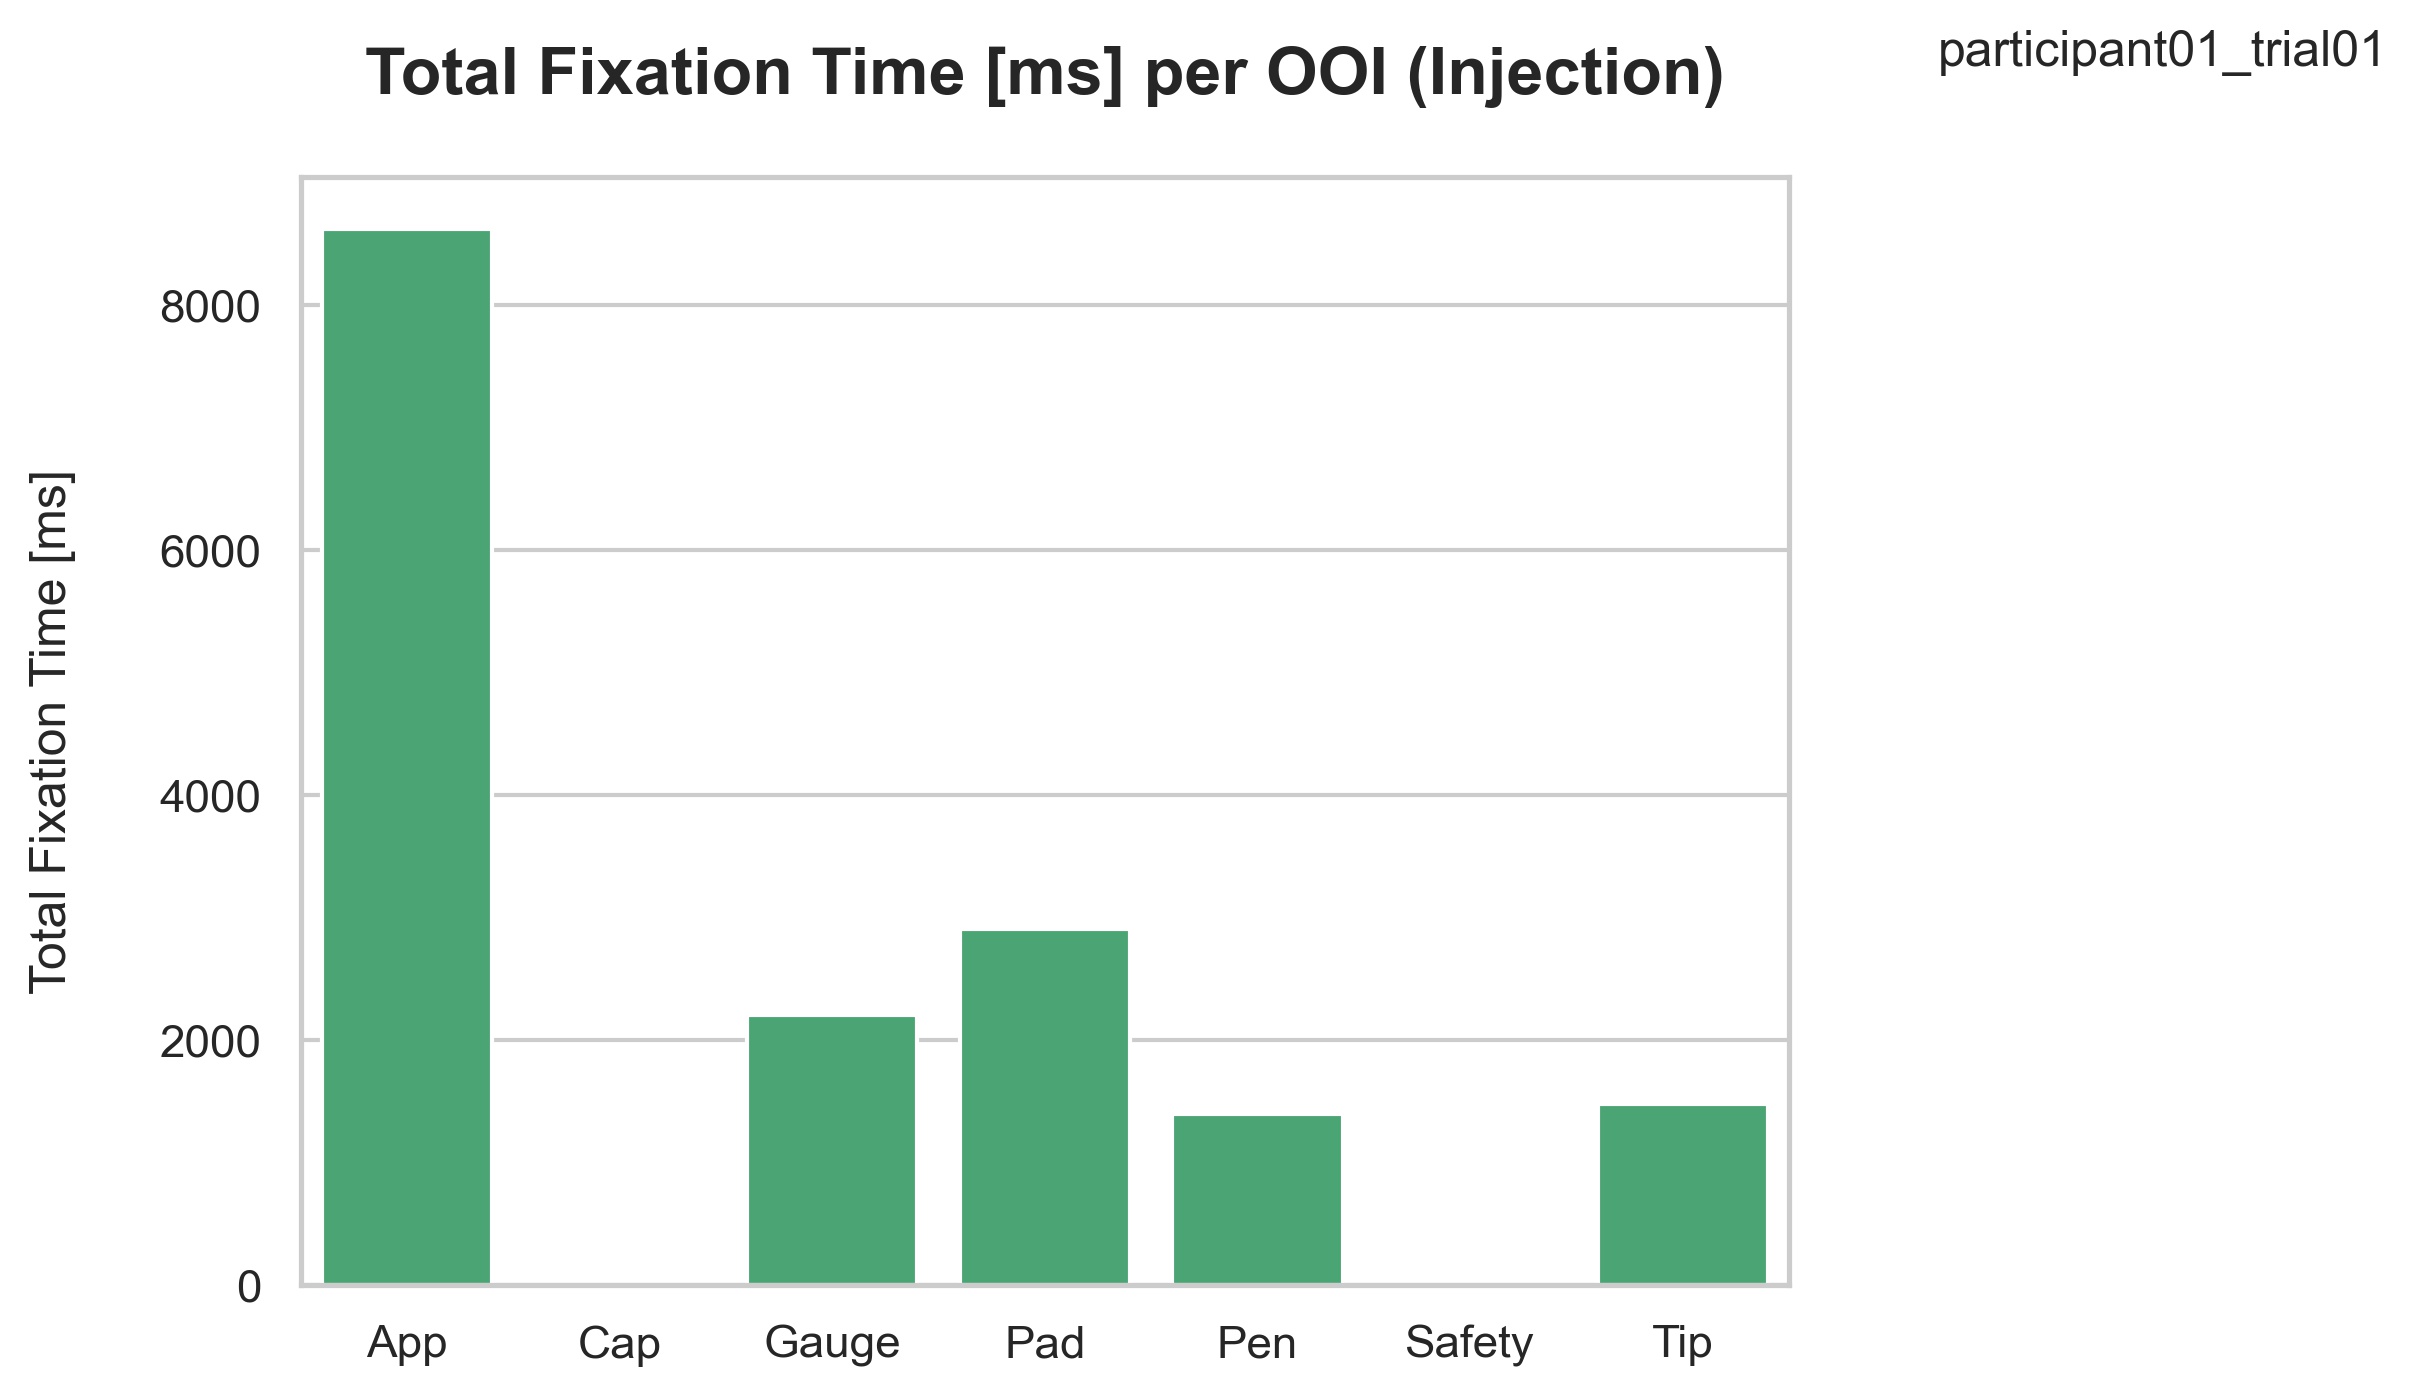 participant01_trial01
Total Fixation Time [ms] per OOI (Injection)
Total Fixation Time [ms]
8000
6000
4000
2000
0
App Cap Gauge Pad Pen Safety Tip